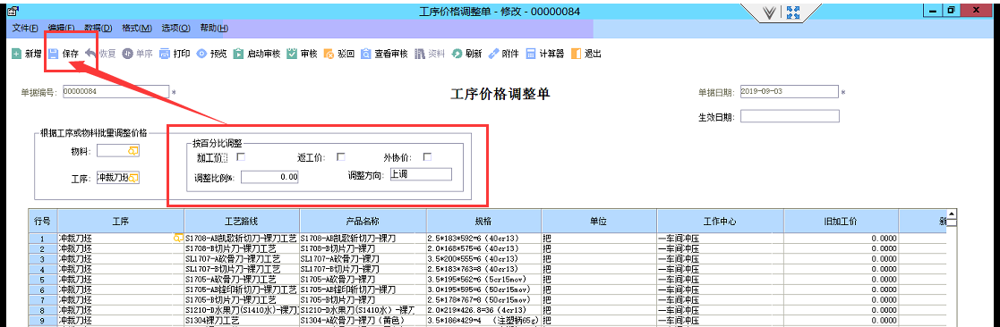 工序价格调整单 - 修改 - 00000084
文件(F) 编辑(E) 数据(D) 格式(M) 选项(O) 帮助(H)
新增 保存 恢复 单序 打印 预览 启动审核 审核 驳回 查看审核 资料 刷新 附件 计算器 退出
单据编号: 00000084 *
工序价格调整单
单据日期: 2019-09-03 *
生效日期:
根据工序或物料批量调整价格
物料:
工序: 冲裁刀坯
按百分比调整
加工价: 返工价: 外协价:
调整比例%: 0.00 调整方向: 上调
行号 工序 工艺路线 产品名称 规格 单位 工作中心 旧加工价 新
1 冲裁刀坯 S1708-AB凯歌斩切刀-裸刀工艺 S1708-AB凯歌斩切刀-裸刀 2.5*183*592=6（40cr13） 把 一车间冲压 0.0000
2 冲裁刀坯 S1708-B切片刀-裸刀工艺 S1708-B切片刀-裸刀 2.0*168*575=6（40cr13） 把 一车间冲压 0.0000
3 冲裁刀坯 SL1707-A砍骨刀-裸刀工艺 SL1707-A砍骨刀-裸刀 3.5*200*555=6（40cr13） 把 一车间冲压 0.0000
4 冲裁刀坯 SL1707-B切片刀-裸刀工艺 SL1707-B切片刀-裸刀 2.5*183*763=8（40cr13） 把 一车间冲压 0.0000
5 冲裁刀坯 S1705-A砍骨刀-裸刀工艺 S1705-A砍骨刀-裸刀 3.5*195*562=6（5cr15mov） 把 一车间冲压 0.0000
6 冲裁刀坯 S1705-AB锋印斩切刀-裸刀工艺 S1705-AB锋印斩切刀-裸刀 3.0*195*595=6（50cr15mov） 把 一车间冲压 0.0000
7 冲裁刀坯 S1705-B切片刀-裸刀工艺 S1705-B切片刀-裸刀 2.5*178*767=8（50cr15mov） 把 一车间冲压 0.0000
8 冲裁刀坯 S1210-D水果刀(S1410水)-裸刀工 S1210-D水果刀(S1410水）-裸刀 2.0*219*426.8=36（4cr13） 把 一车间冲压 0.0000
9 冲裁刀坯 S1304裸刀工艺 S1304-A砍骨刀-裸刀（黄色） 3.5*186*429=4 （注塑柄65g） 把 一车间冲压 0.0000